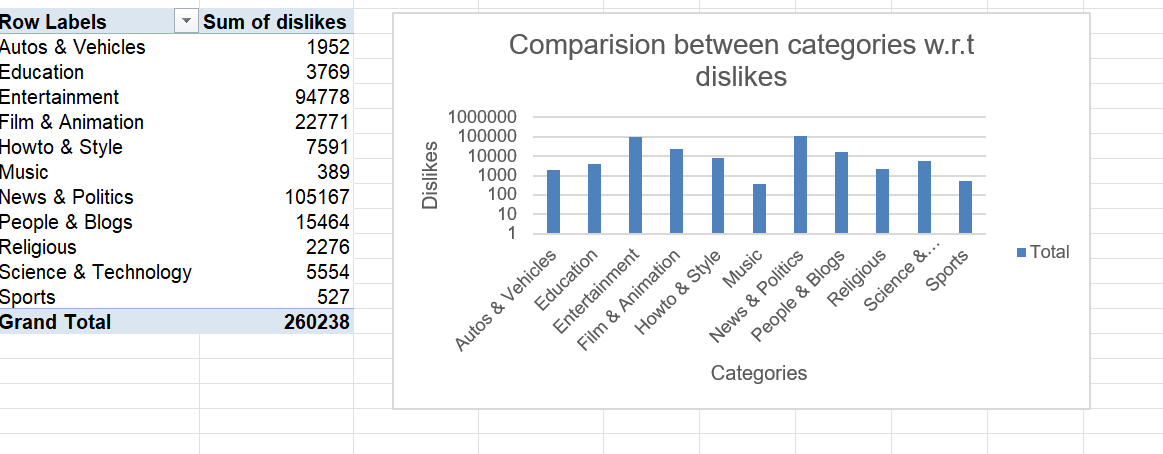 Row Labels Sum of dislikes
Autos & Vehicles 1952
Education 3769
Entertainment 94778
Film & Animation 22771
Howto & Style 7591
Music 389
News & Politics 105167
People & Blogs 15464
Religious 2276
Science & Technology 5554
Sports 527
Grand Total 260238
Comparision between categories w.r.t
dislikes
Dislikes
1000000
100000
10000
1000
100
10
1
Autos & Vehicles
Education
Entertainment
Film & Animation
Howto & Style
Music
News & Politics
People & Blogs
Religious
Science &...
Sports
Categories
Total